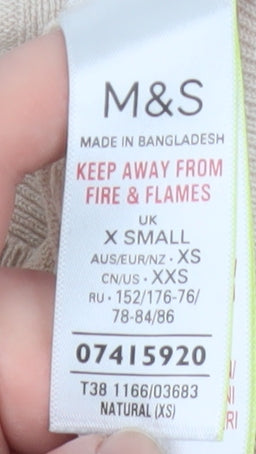 M&S
MADE IN BANGLADESH
KEEP AWAY FROM
FIRE & FLAMES
UK
X SMALL
AUS/EUR/NZ · XS
CN/US · XXS
RU · 152/176-76/
78-84/86
07415920
T38 1166/03683
NATURAL (XS)